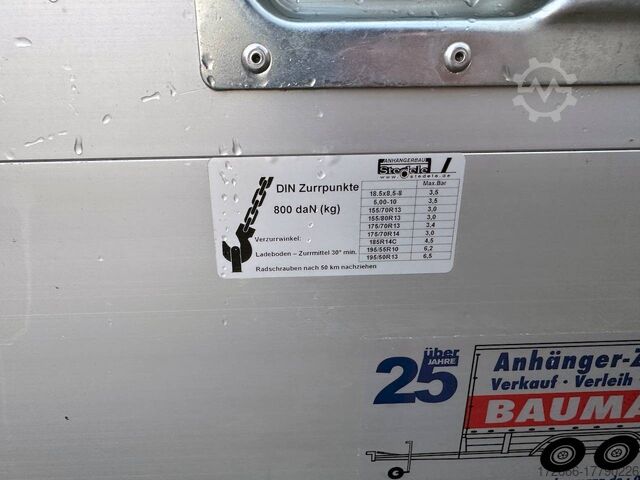 ANHÄNGERBAU
Stedele
www.stedele.de
DIN Zurrpunkte
800 daN (kg)
Verzurrwinkel:
Ladeboden – Zurrmittel 30° min.
Radschrauben nach 50 km nachziehen
Max.Bar
18.5x8,5-8 3,5
5,00-10 3,5
155/70R13 3,0
155/80R13 3,0
175/70R13 3,4
175/70R14 3,0
185R14C 4,5
195/55R10 6,2
195/50R13 6,5
über
25 JAHRE
Anhänger-Z
Verkauf · Verleih
BAUMA